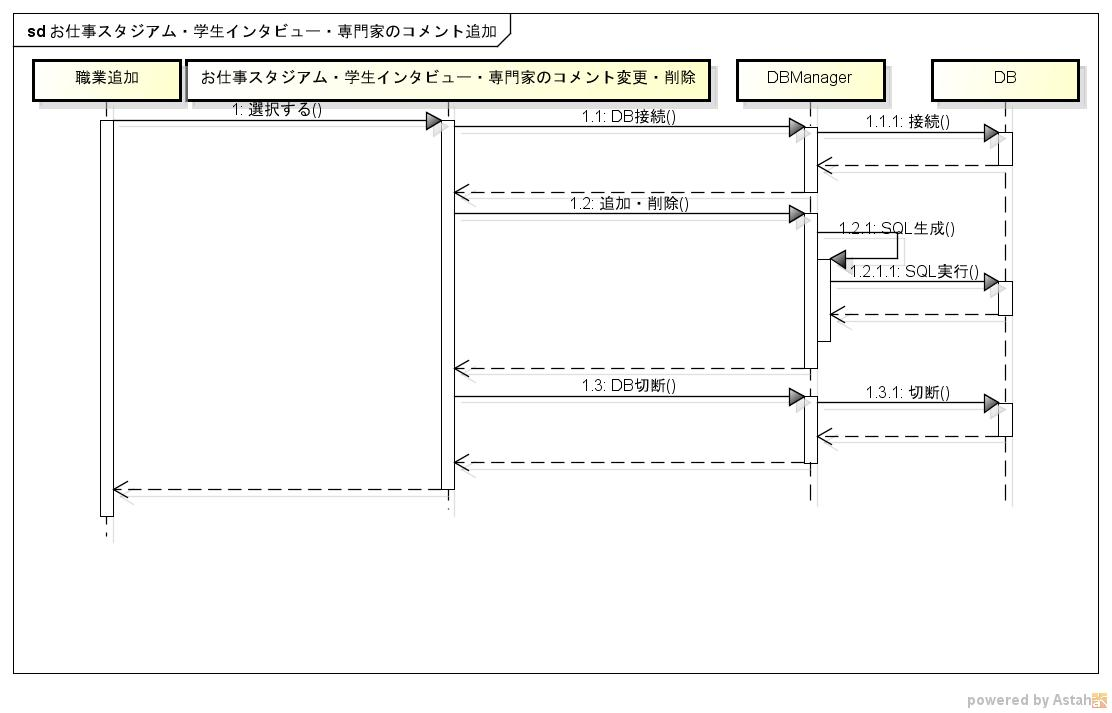 sd お仕事スタジアム・学生インタビュー・専門家のコメント追加
職業追加
お仕事スタジアム・学生インタビュー・専門家のコメント変更・削除
DBManager
DB
1: 選択する()
1.1: DB接続()
1.1.1: 接続()
1.2: 追加・削除()
1.2.1: SQL生成()
1.2.1.1: SQL実行()
1.3: DB切断()
1.3.1: 切断()
powered by Astah